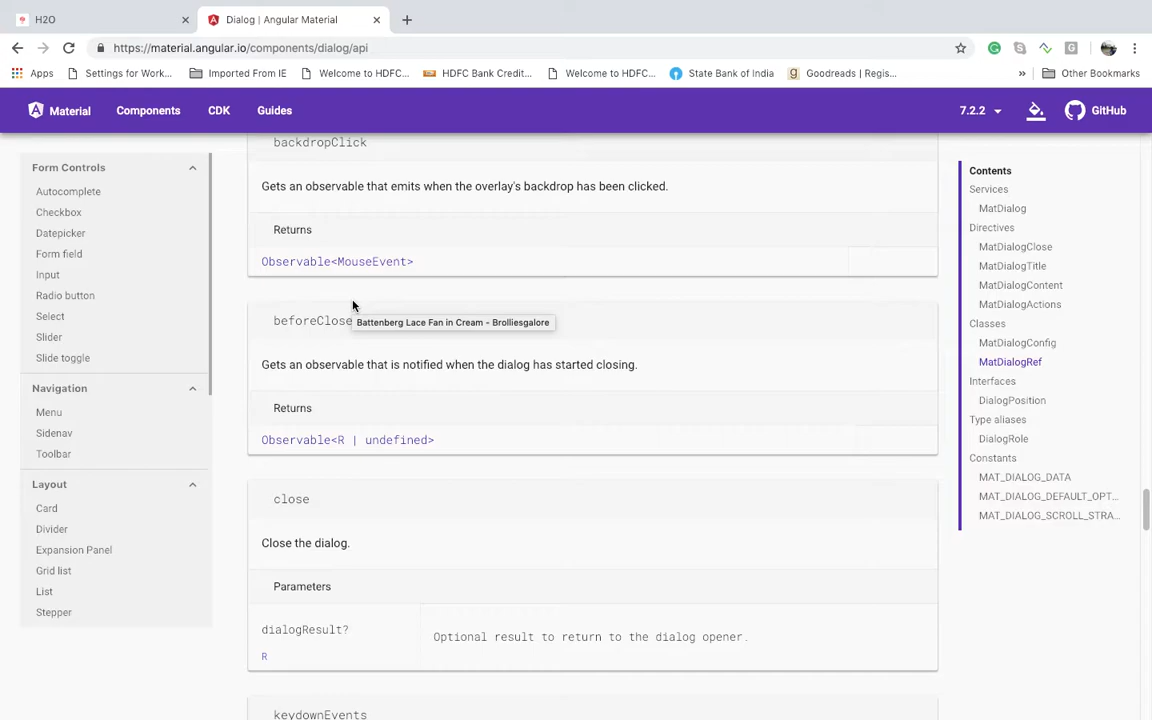 H2O
Dialog | Angular Material
https://material.angular.io/components/dialog/api
Apps
Settings for Work...
Imported From IE
Welcome to HDFC...
HDFC Bank Credit...
Welcome to HDFC...
State Bank of India
Goodreads | Regis...
»
Other Bookmarks
Material
Components
CDK
Guides
7.2.2
GitHub
Form Controls
Autocomplete
Checkbox
Datepicker
Form field
Input
Radio button
Select
Slider
Slide toggle
Navigation
Menu
Sidenav
Toolbar
Layout
Card
Divider
Expansion Panel
Grid list
List
Stepper
backdropClick
Gets an observable that emits when the overlay's backdrop has been clicked.
Returns
Observable<MouseEvent>
beforeClose
Battenberg Lace Fan in Cream - Brolliesgalore
Gets an observable that is notified when the dialog has started closing.
Returns
Observable<R | undefined>
close
Close the dialog.
Parameters
dialogResult?
R
Optional result to return to the dialog opener.
keydownEvents
Contents
Services
MatDialog
Directives
MatDialogClose
MatDialogTitle
MatDialogContent
MatDialogActions
Classes
MatDialogConfig
MatDialogRef
Interfaces
DialogPosition
Type aliases
DialogRole
Constants
MAT_DIALOG_DATA
MAT_DIALOG_DEFAULT_OPT...
MAT_DIALOG_SCROLL_STRA...